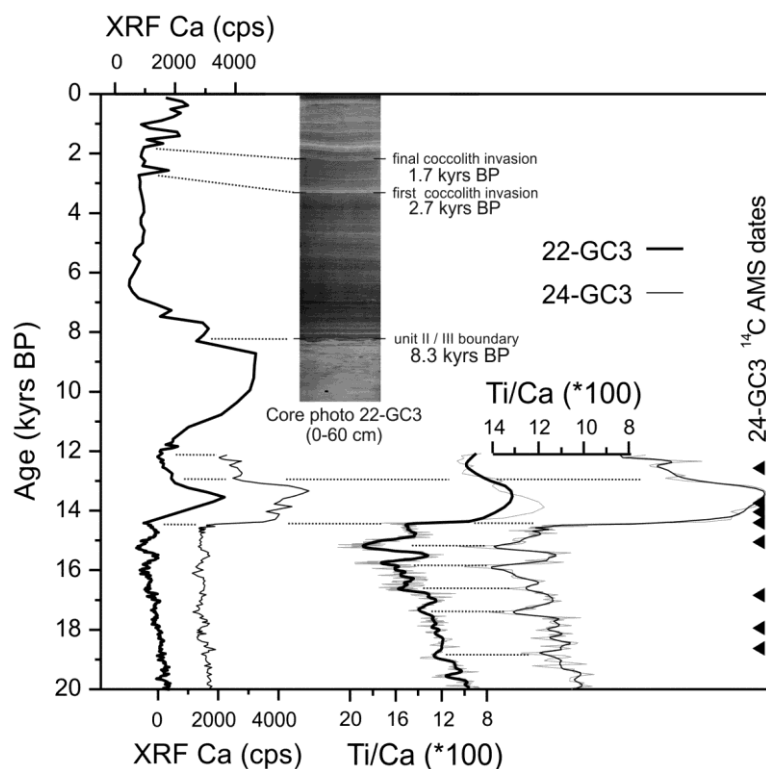 XRF Ca (cps)
0 2000 4000
0
2
4
6
8
10
12
14
16
18
20
Age (kyrs BP)
final coccolith invasion
1.7 kyrs BP
first coccolith invasion
2.7 kyrs BP
unit II / III boundary
8.3 kyrs BP
Core photo 22-GC3
(0-60 cm)
22-GC3
24-GC3
24-GC3 ¹⁴C AMS dates
Ti/Ca (*100)
14 12 10 8
0 2000 4000
XRF Ca (cps)
20 16 12 8
Ti/Ca (*100)